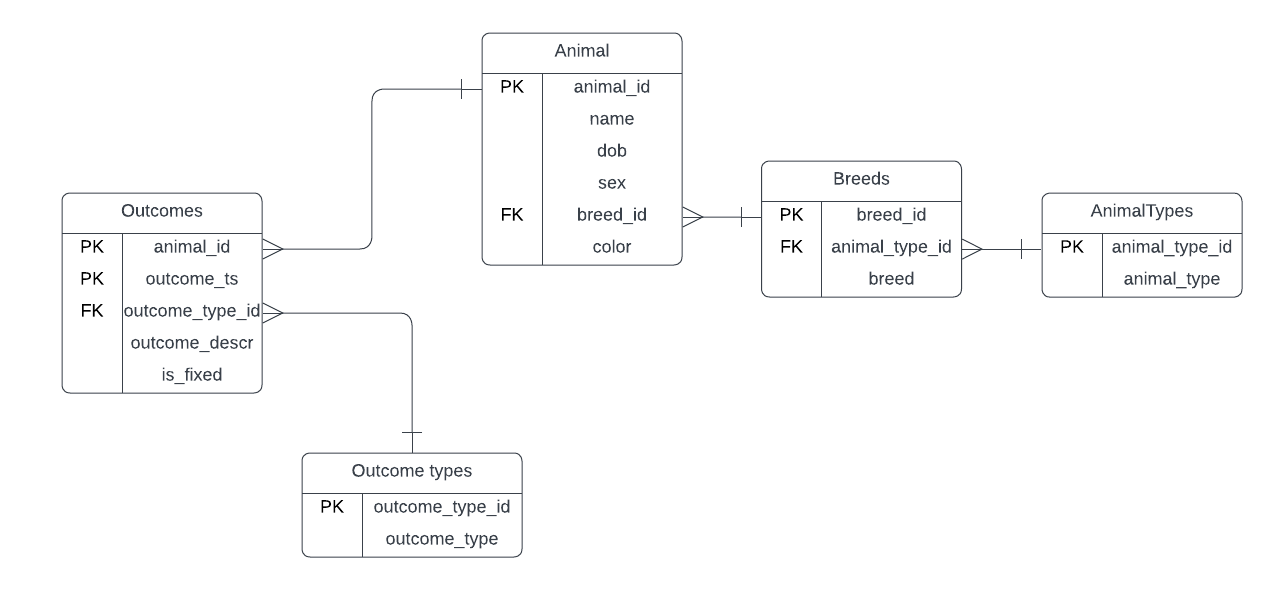 Animal
PK animal_id
name
dob
sex
FK breed_id
color
Breeds
PK breed_id
FK animal_type_id
breed
AnimalTypes
PK animal_type_id
animal_type
Outcomes
PK animal_id
PK outcome_ts
FK outcome_type_id
outcome_descr
is_fixed
Outcome types
PK outcome_type_id
outcome_type